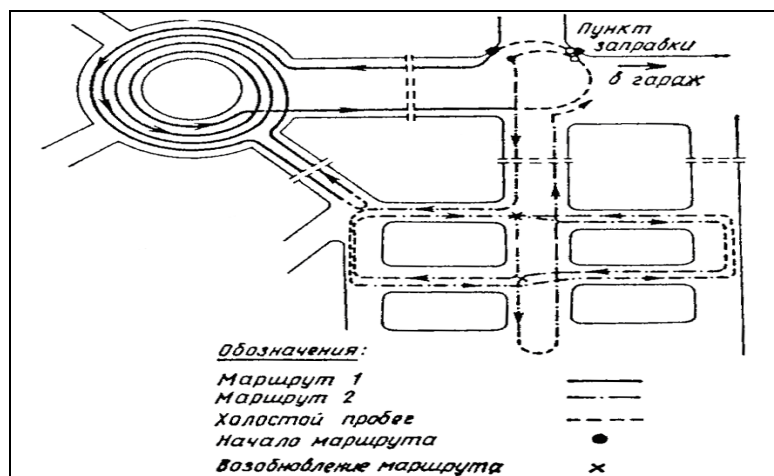 Пункт
заправки
в гараж
Обозначения:
Маршрут 1
Маршрут 2
Холостой пробег
Начало маршрута
Возобновление маршрута